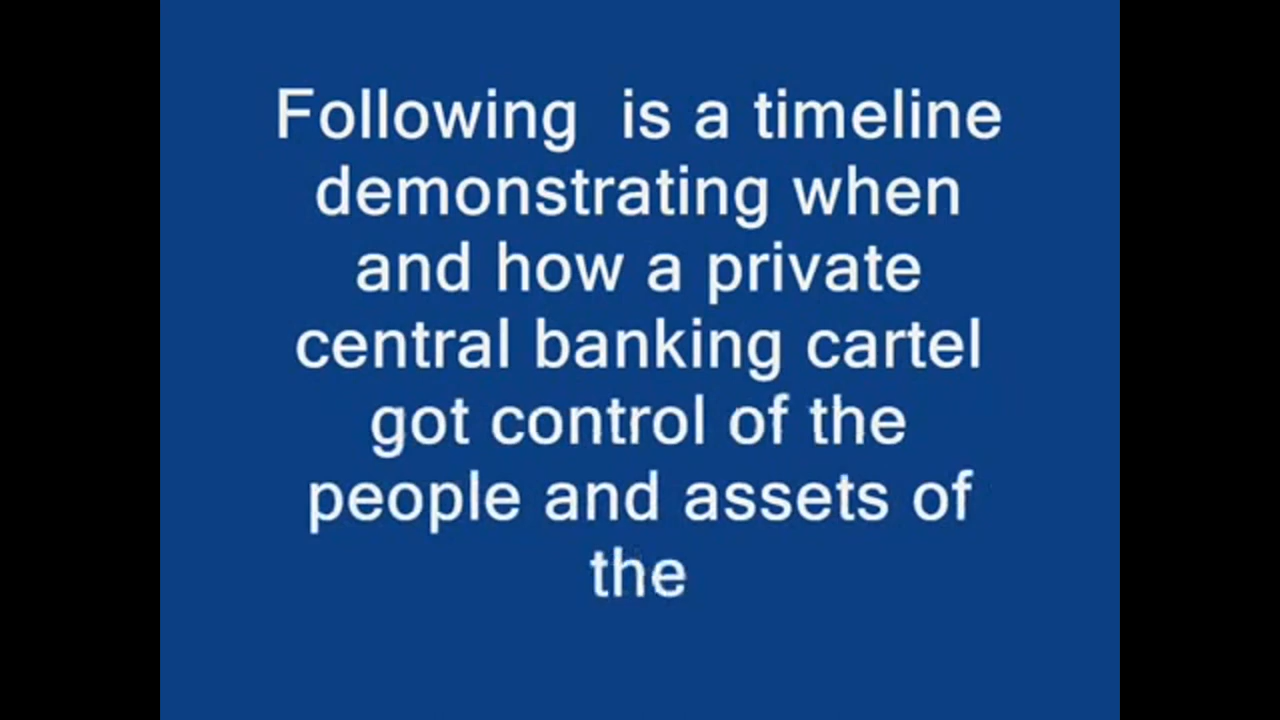 Following  is a timeline
demonstrating when
and how a private
central banking cartel
got control of the
people and assets of
the